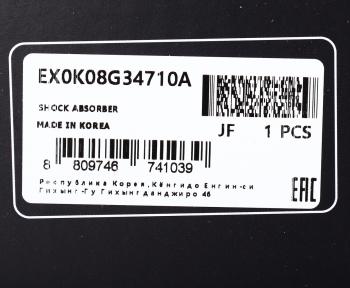 EX0K08G34710A
SHOCK ABSORBER
MADE IN KOREA
JF 1 PCS
8 809746 741039
Республика Корея,Кёнгидо Енгин-си
Гихынг-Гу Гихынгданджиро 46
EAC